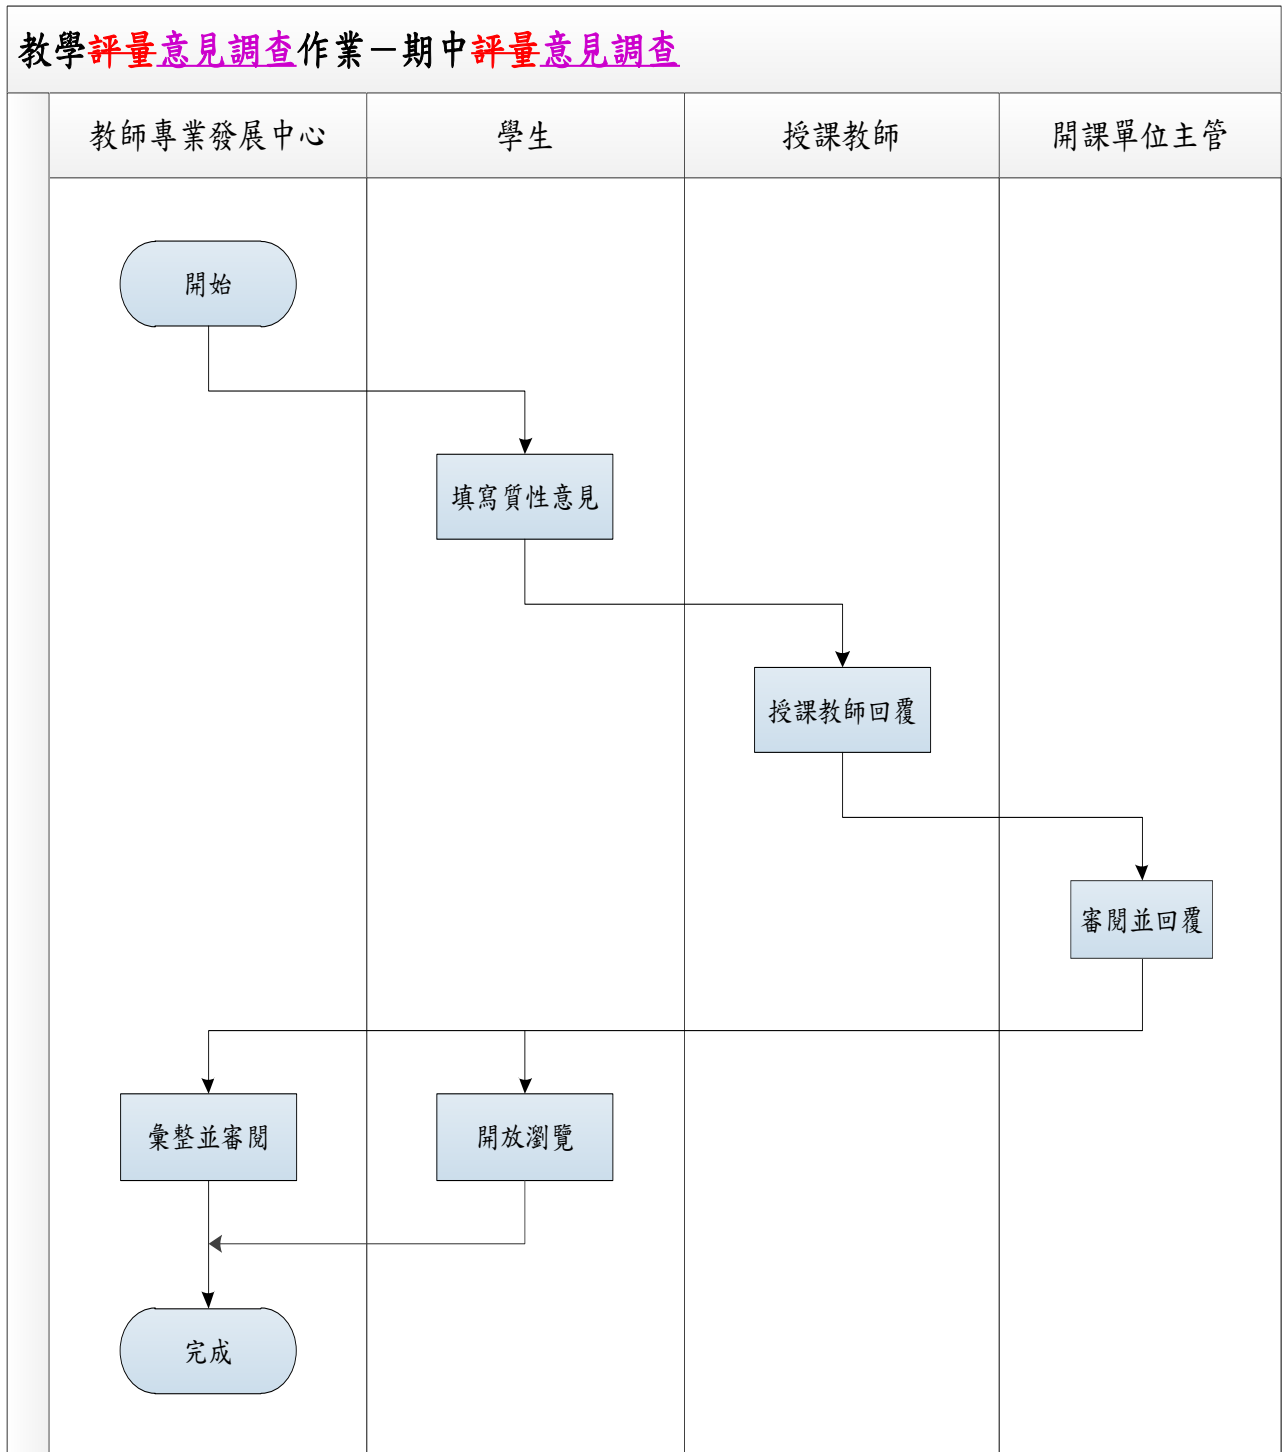 教學評量意見調查作業－期中評量意見調查
教師專業發展中心
學生
授課教師
開課單位主管
開始
填寫質性意見
授課教師回覆
審閱並回覆
彙整並審閱
開放瀏覽
完成